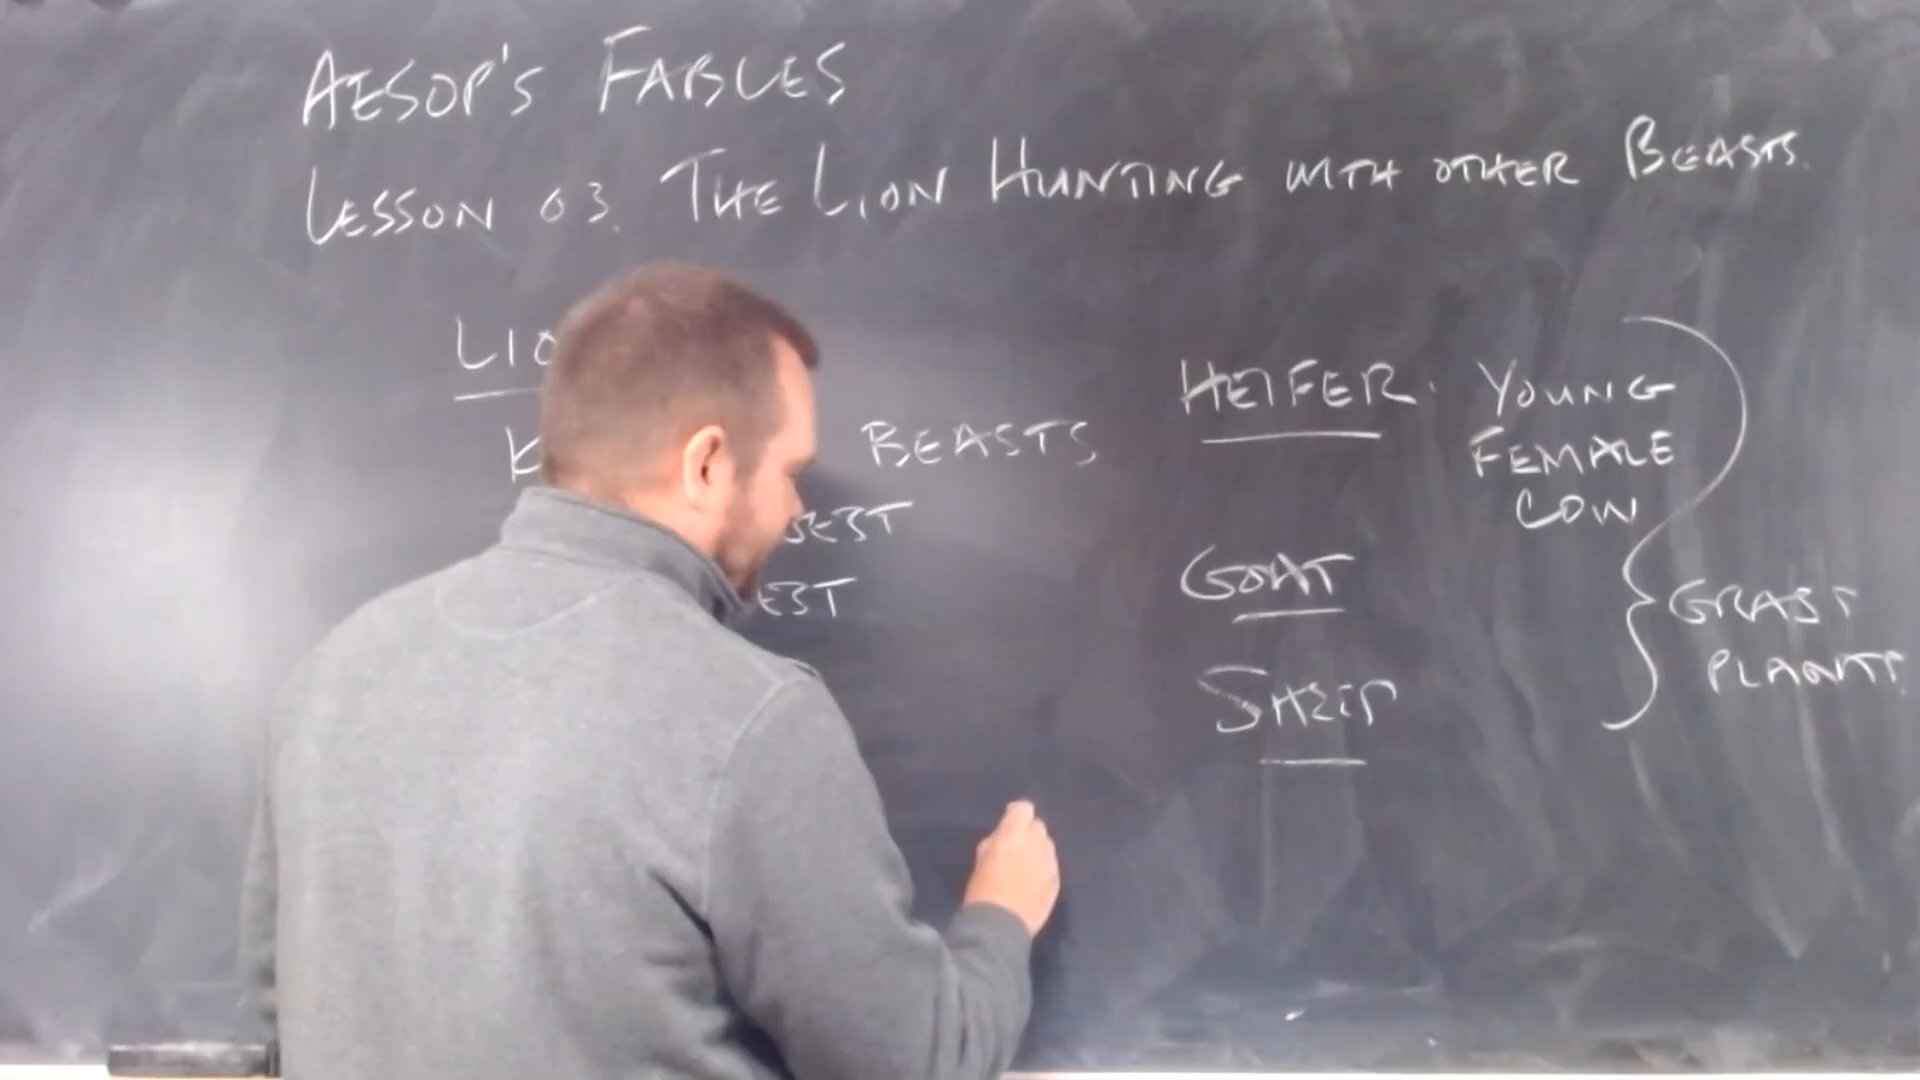 AESOP'S FABLES
LESSON 03. THE LION HUNTING WITH OTHER BEASTS.
BEASTS
HEIFER. YOUNG
FEMALE
COW
GOAT
SHEEP
GRASS
PLANTS